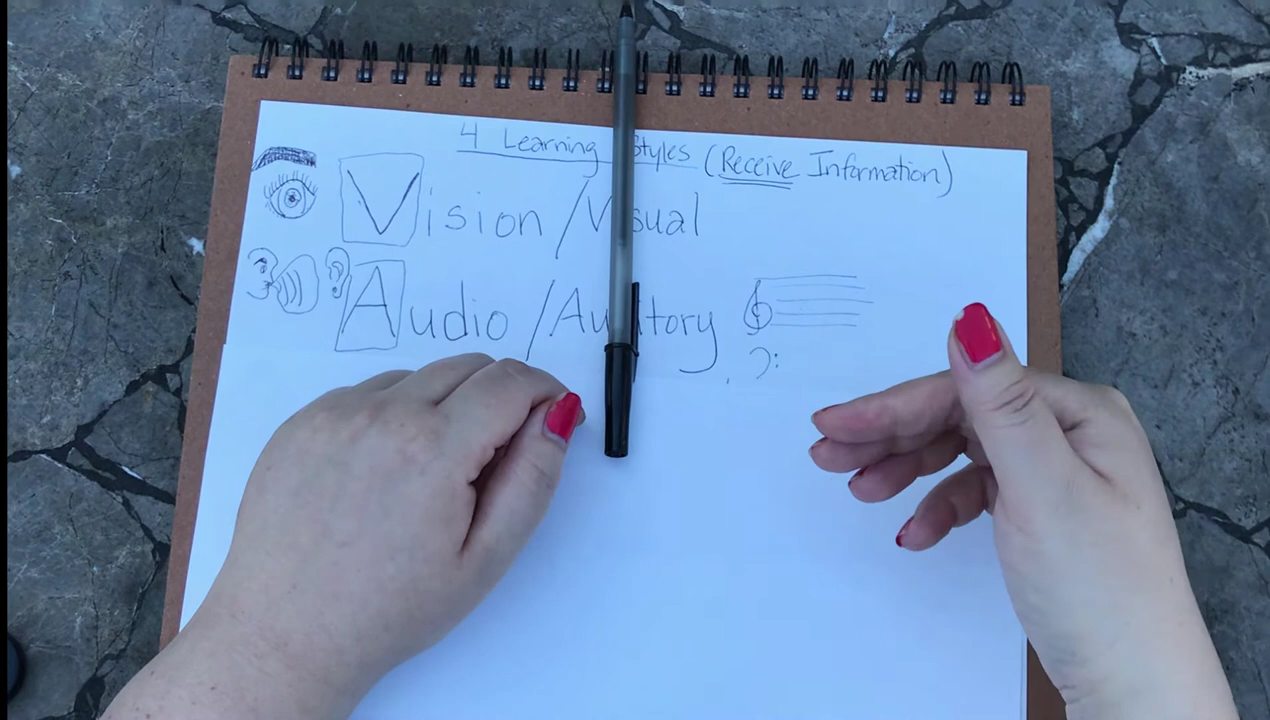 4 Learning Styles (Receive Information)
Vision / Visual
Audio / Auditory